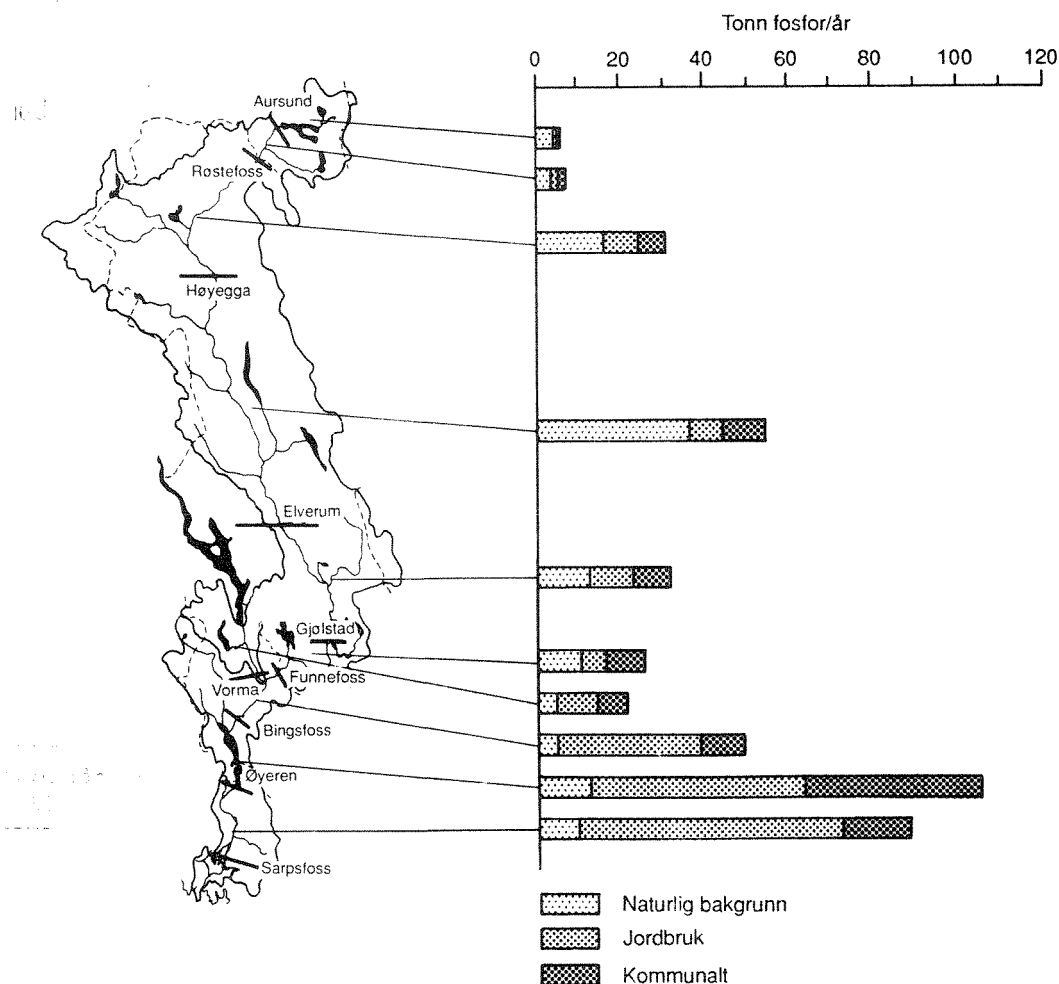 Tonn fosfor/år
0 20 40 60 80 100 120
Aursund
Røstefoss
Høyegga
Elverum
Gjølstad
Vorma
Funnefoss
Bingsfoss
Øyeren
Sarpsfoss
Naturlig bakgrunn
Jordbruk
Kommunalt